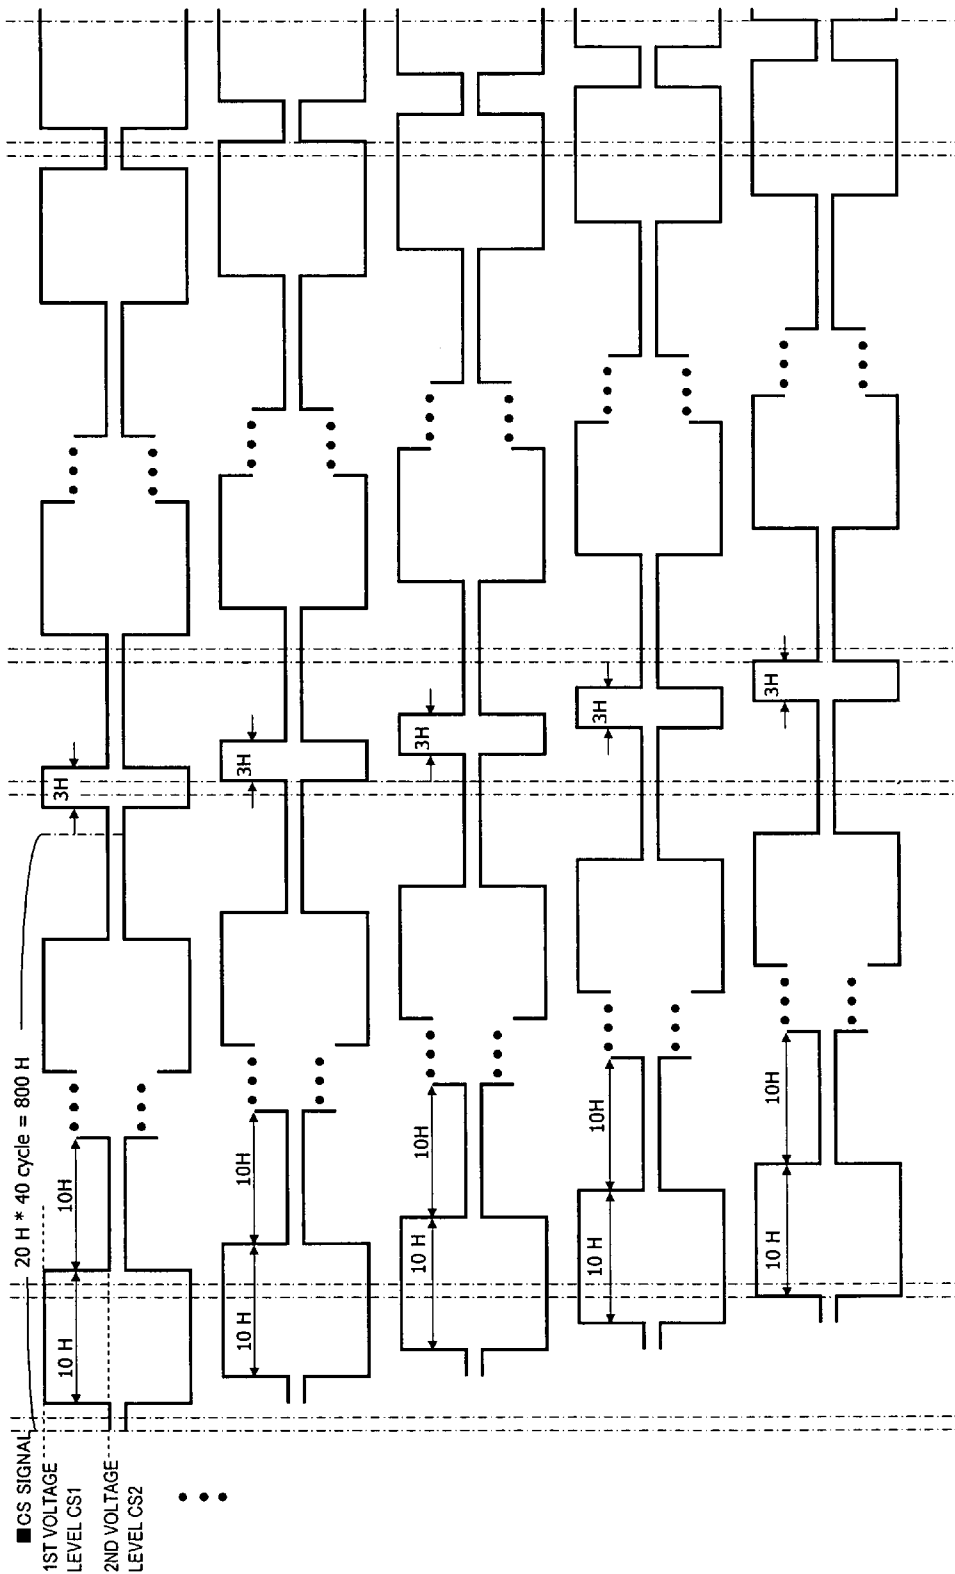 ■CS SIGNAL
1ST VOLTAGE
LEVEL CS1
2ND VOLTAGE
LEVEL CS2
20 H * 40 cycle = 800 H
10 H
10H
3H
10 H
10H
3H
10 H
10H
3H
10 H
10H
3H
10 H
10H
3H